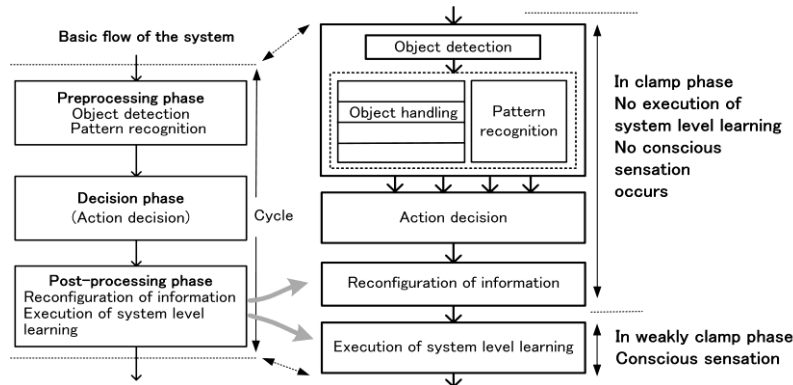 Basic flow of the system
Preprocessing phase
Object detection
Pattern recognition
Decision phase
(Action decision)
Cycle
Post-processing phase
Reconfiguration of information
Execution of system level
learning
Object detection
Object handling
Pattern
recognition
Action decision
Reconfiguration of information
Execution of system level learning
In clamp phase
No execution of
system level learning
No conscious
sensation
occurs
In weakly clamp phase
Conscious sensation